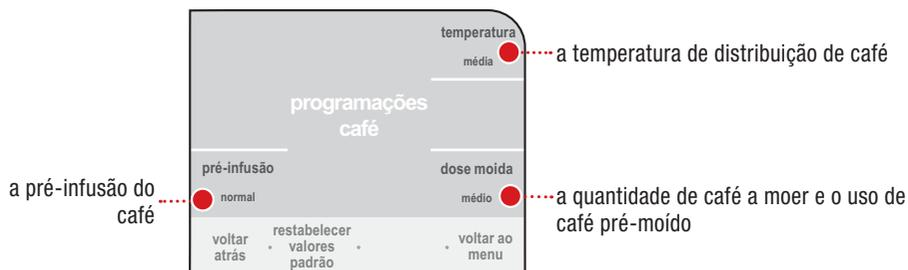 temperatura
média
a temperatura de distribuição de café
programações
café
pré-infusão
normal
a pré-infusão do
café
dose moida
médio
a quantidade de café a moer e o uso de
café pré-moído
voltar
atrás
restabelecer
valores
padrão
voltar ao
menu